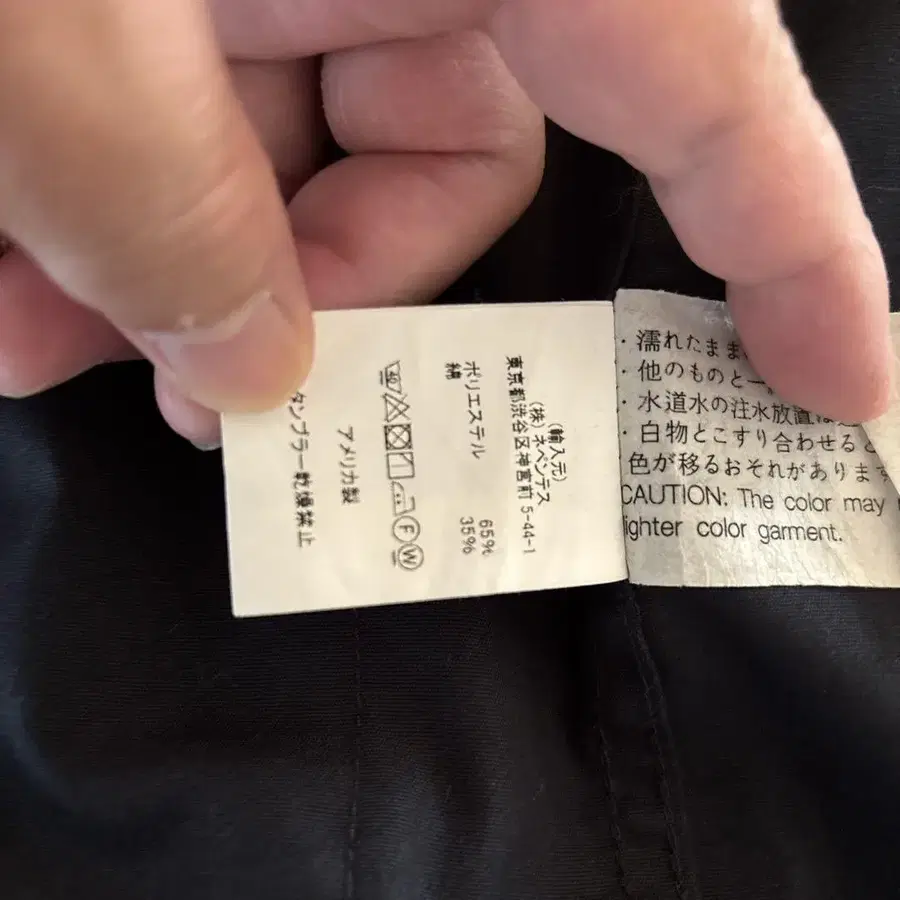 (輸入元)
(株)ネペンテス
東京都渋谷区神宮前 5-44-1
ポリエステル 65%
綿 35%
40 F W
アメリカ製
タンブラー乾燥禁止
・濡れたまま
・他のものと一
・水道水の注水放置は
・白物とこすり合わせると
色が移るおそれがあります
CAUTION: The color may
lighter color garment.